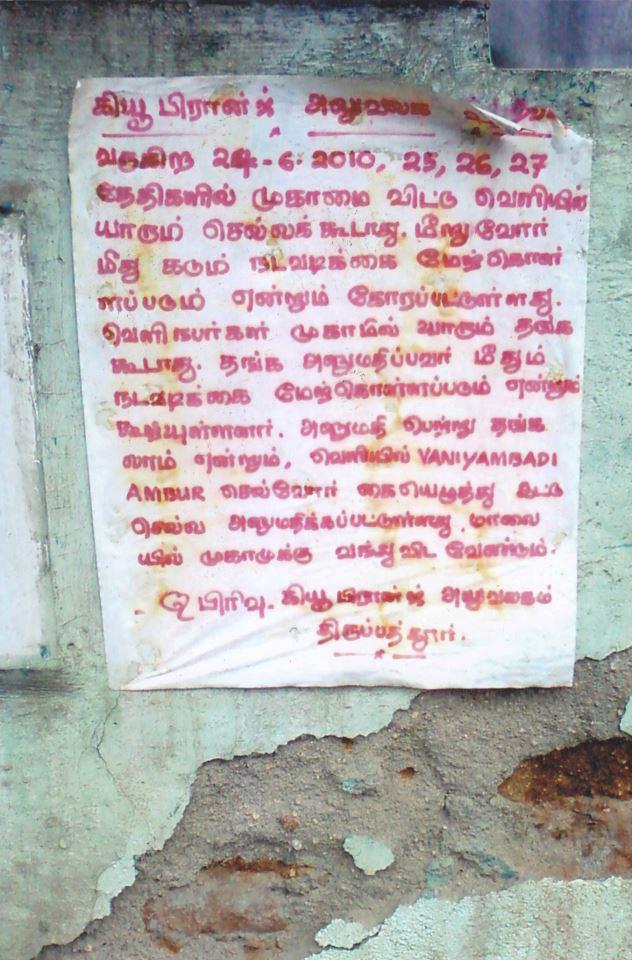 கியூ பிரான்ஞ் அலுவலக
வருகிற 24.-6-2010, 25, 26, 27
தேதிகளில் முகாமை விட்டு வெளியில்
யாரும் செல்லக் கூடாது. மீறுவோர்
மீது கடும் நடவடிக்கை மேற்கொள்
ளப்படும் என்றும் கோரப்பட்டுள்ளது.
வெளி நபர்கள் முகாமில் யாரும் தங்க
கூடாது. தங்க அனுமதிப்பவர் மீதும்
நடவடிக்கை மேற்கொள்ளப்படும் என்றும்
கூறியுள்ளனார். அனுமதி பெற்று தங்க
லாம் என்றும், வெளியில் VANIYAMBADI
AMBUR செல்வோர் கையெழுத்து இட்டு
செல்ல அனுமதிக்கப்பட்டுள்ளது. மாலை
யில் முகாமுக்கு வந்துவிட வேண்டும்.
பிரிவு. கியூ பிரான்ஞ் அலுவலகம்
திருப்பத்தூர்.